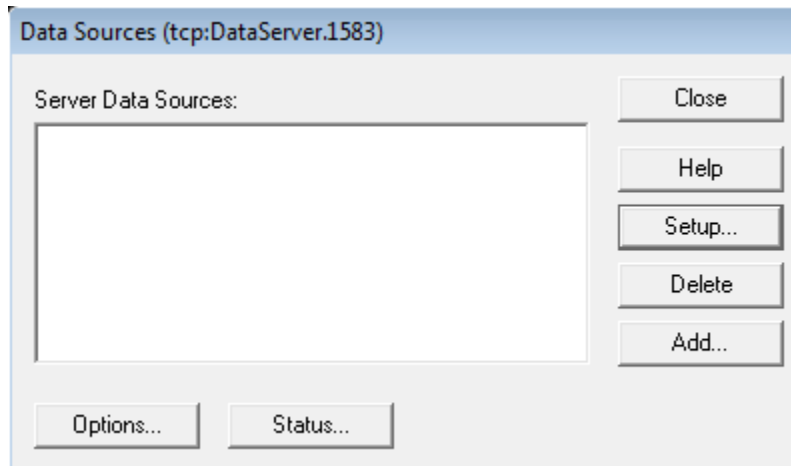 Data Sources (tcp:DataServer.1583)
Server Data Sources:
Close
Help
Setup...
Delete
Add...
Options...
Status...